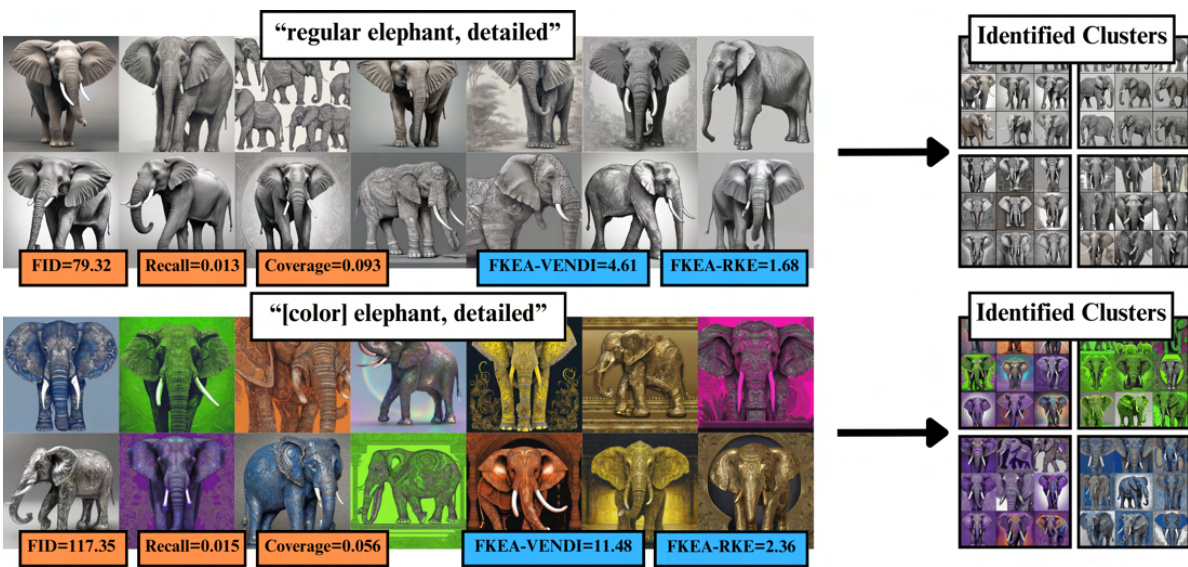 “regular elephant, detailed”
Identified Clusters
FID=79.32
Recall=0.013
Coverage=0.093
FKEA-VENDI=4.61
FKEA-RKE=1.68
“[color] elephant, detailed”
Identified Clusters
FID=117.35
Recall=0.015
Coverage=0.056
FKEA-VENDI=11.48
FKEA-RKE=2.36